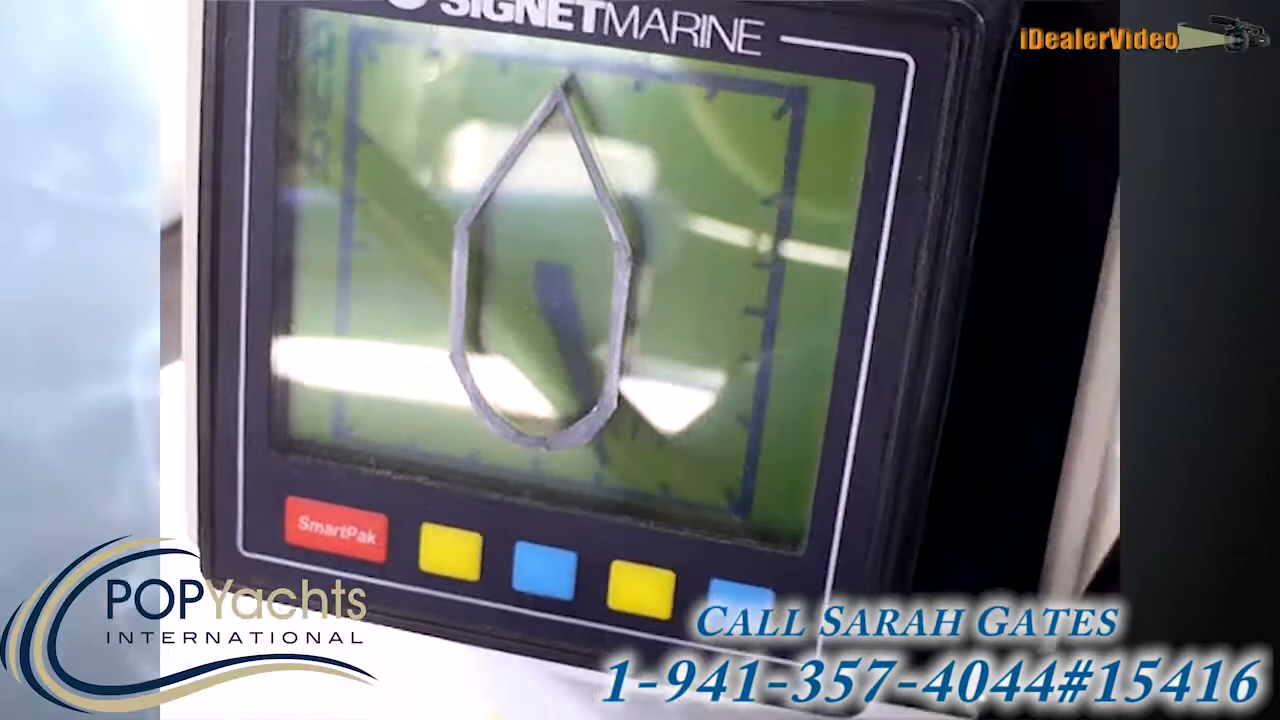 SIGNETMARINE
iDealerVideo
SmartPak
POPYachts
INTERNATIONAL
CALL SARAH GATES
1-941-357-4044#15416